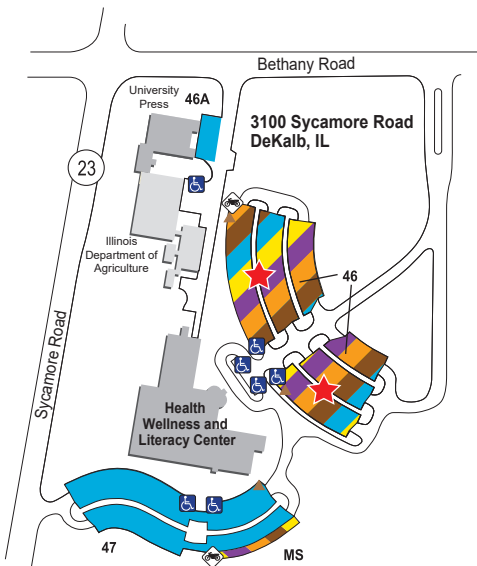 Bethany Road
University
Press
46A
3100 Sycamore Road
DeKalb, IL
23
Illinois
Department of
Agriculture
46
Sycamore Road
Health
Wellness and
Literacy Center
47
MS